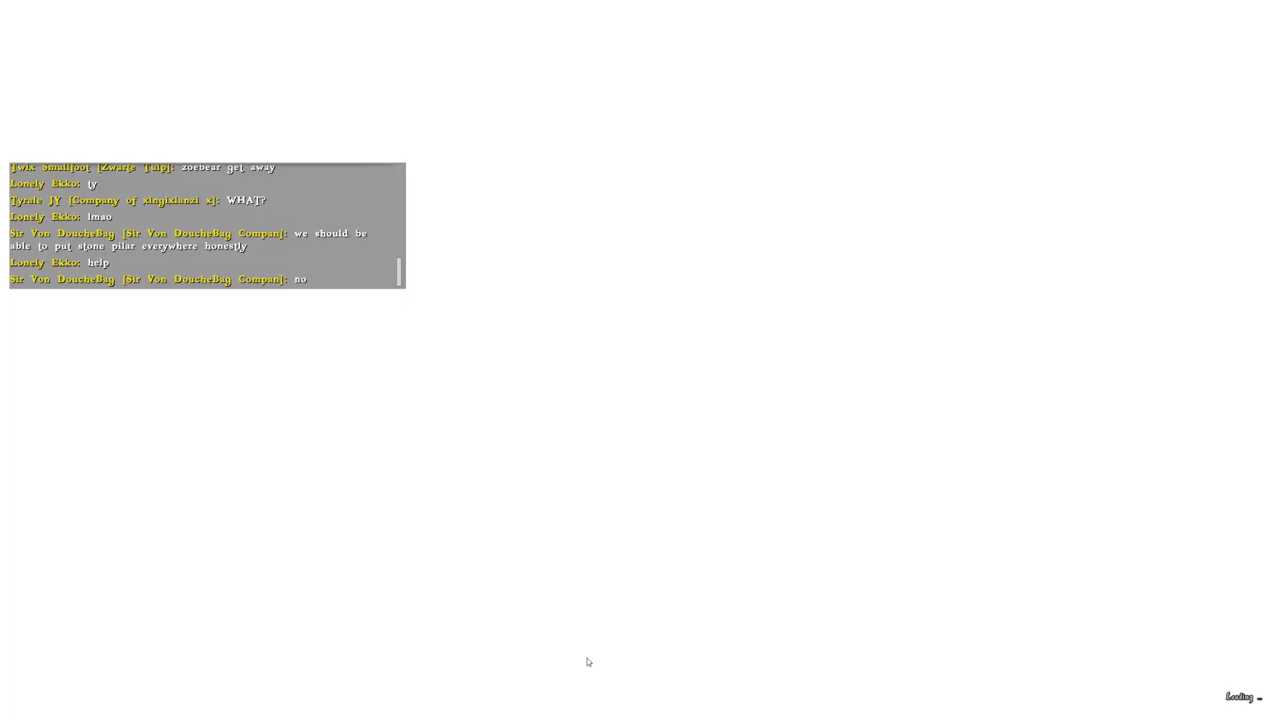 Twix Smallfoot [Zwarte Tulp]: zoebear get away
Lonely Ekko: ty
Tyrale JY [Company of xingixianzi x]: WHAT?
Lonely Ekko: lmao
Sir Von DoucheBag [Sir Von DoucheBag Compan]: we should be
able to put stone pilar everywhere honestly
Lonely Ekko: help
Sir Von DoucheBag [Sir Von DoucheBag Compan]: no
Loading ...